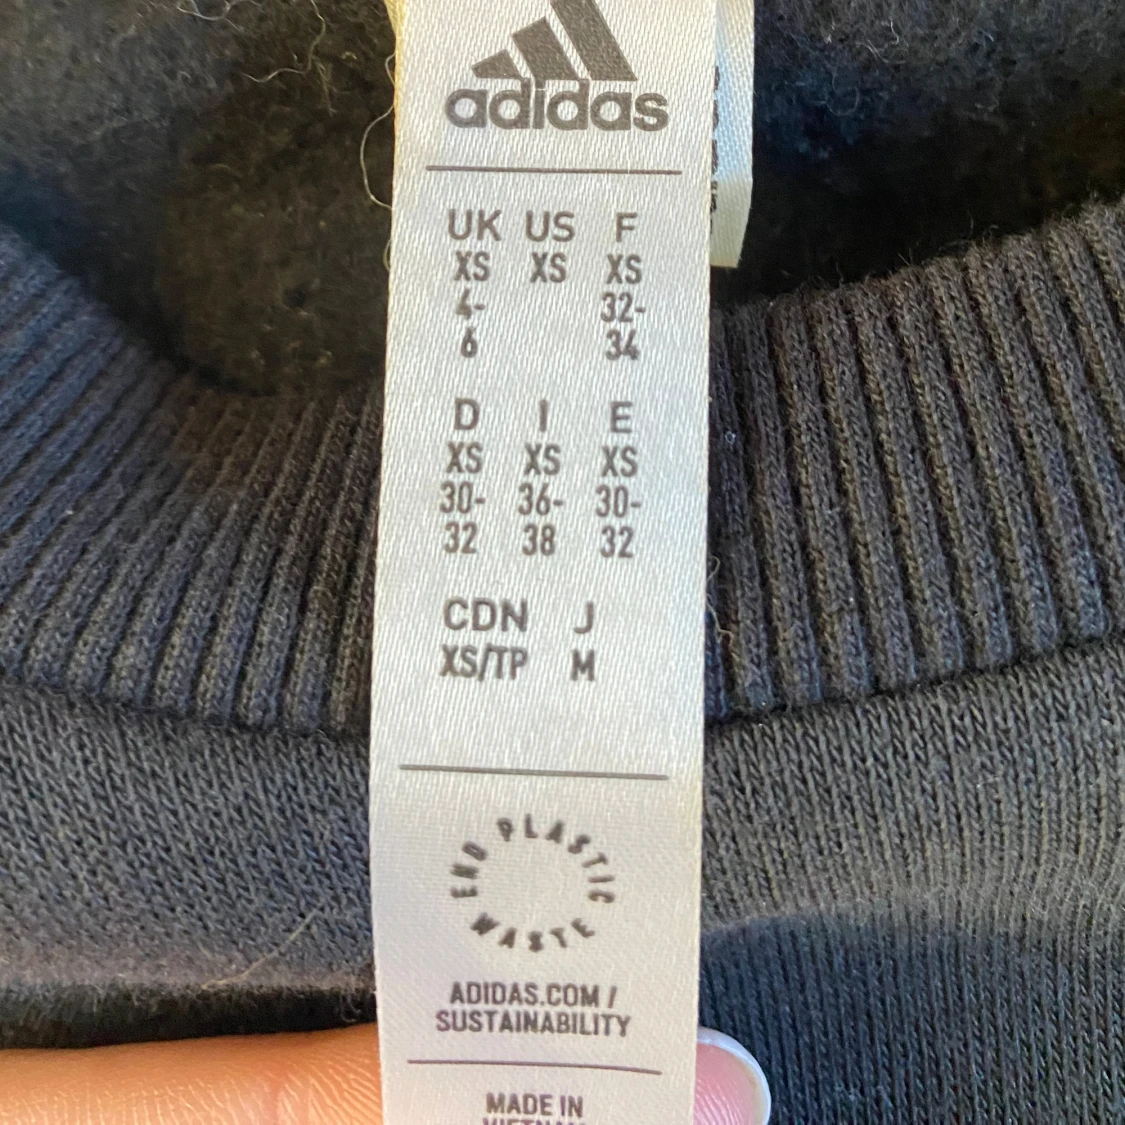 adidas
UK US F
XS XS XS
4- 32-
6 34
D I E
XS XS XS
30- 36- 30-
32 38 32
CDN J
XS/TP M
END PLASTIC WASTE
ADIDAS.COM /
SUSTAINABILITY
MADE IN
VIETNAM